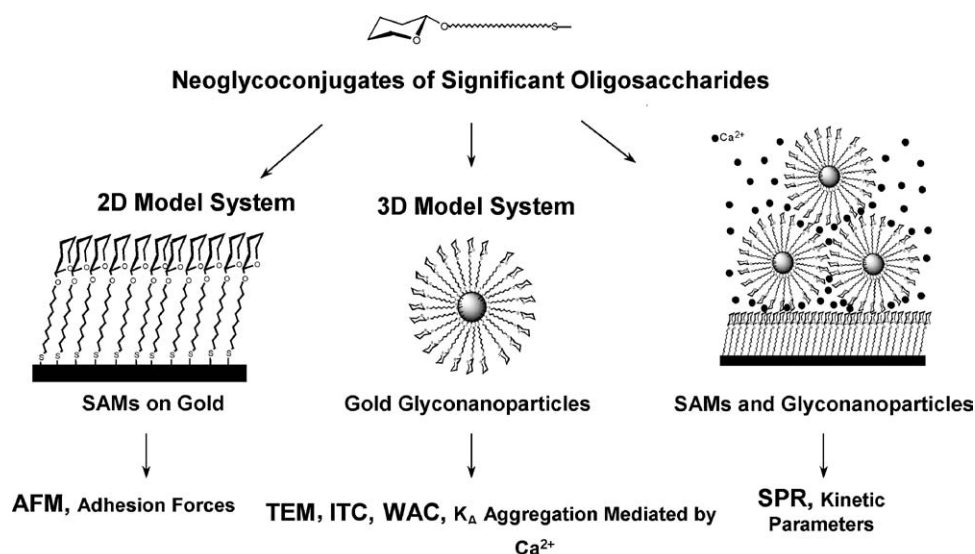 O S
O
Neoglycoconjugates of Significant Oligosaccharides
●Ca²⁺
2D Model System
3D Model System
O O O O O O O O O O
O O O O O O O O O O
S S S S S S S S S S
SAMs on Gold
Gold Glyconanoparticles
SAMs and Glyconanoparticles
AFM, Adhesion Forces
TEM, ITC, WAC, K_A Aggregation Mediated by
Ca²⁺
SPR, Kinetic
Parameters